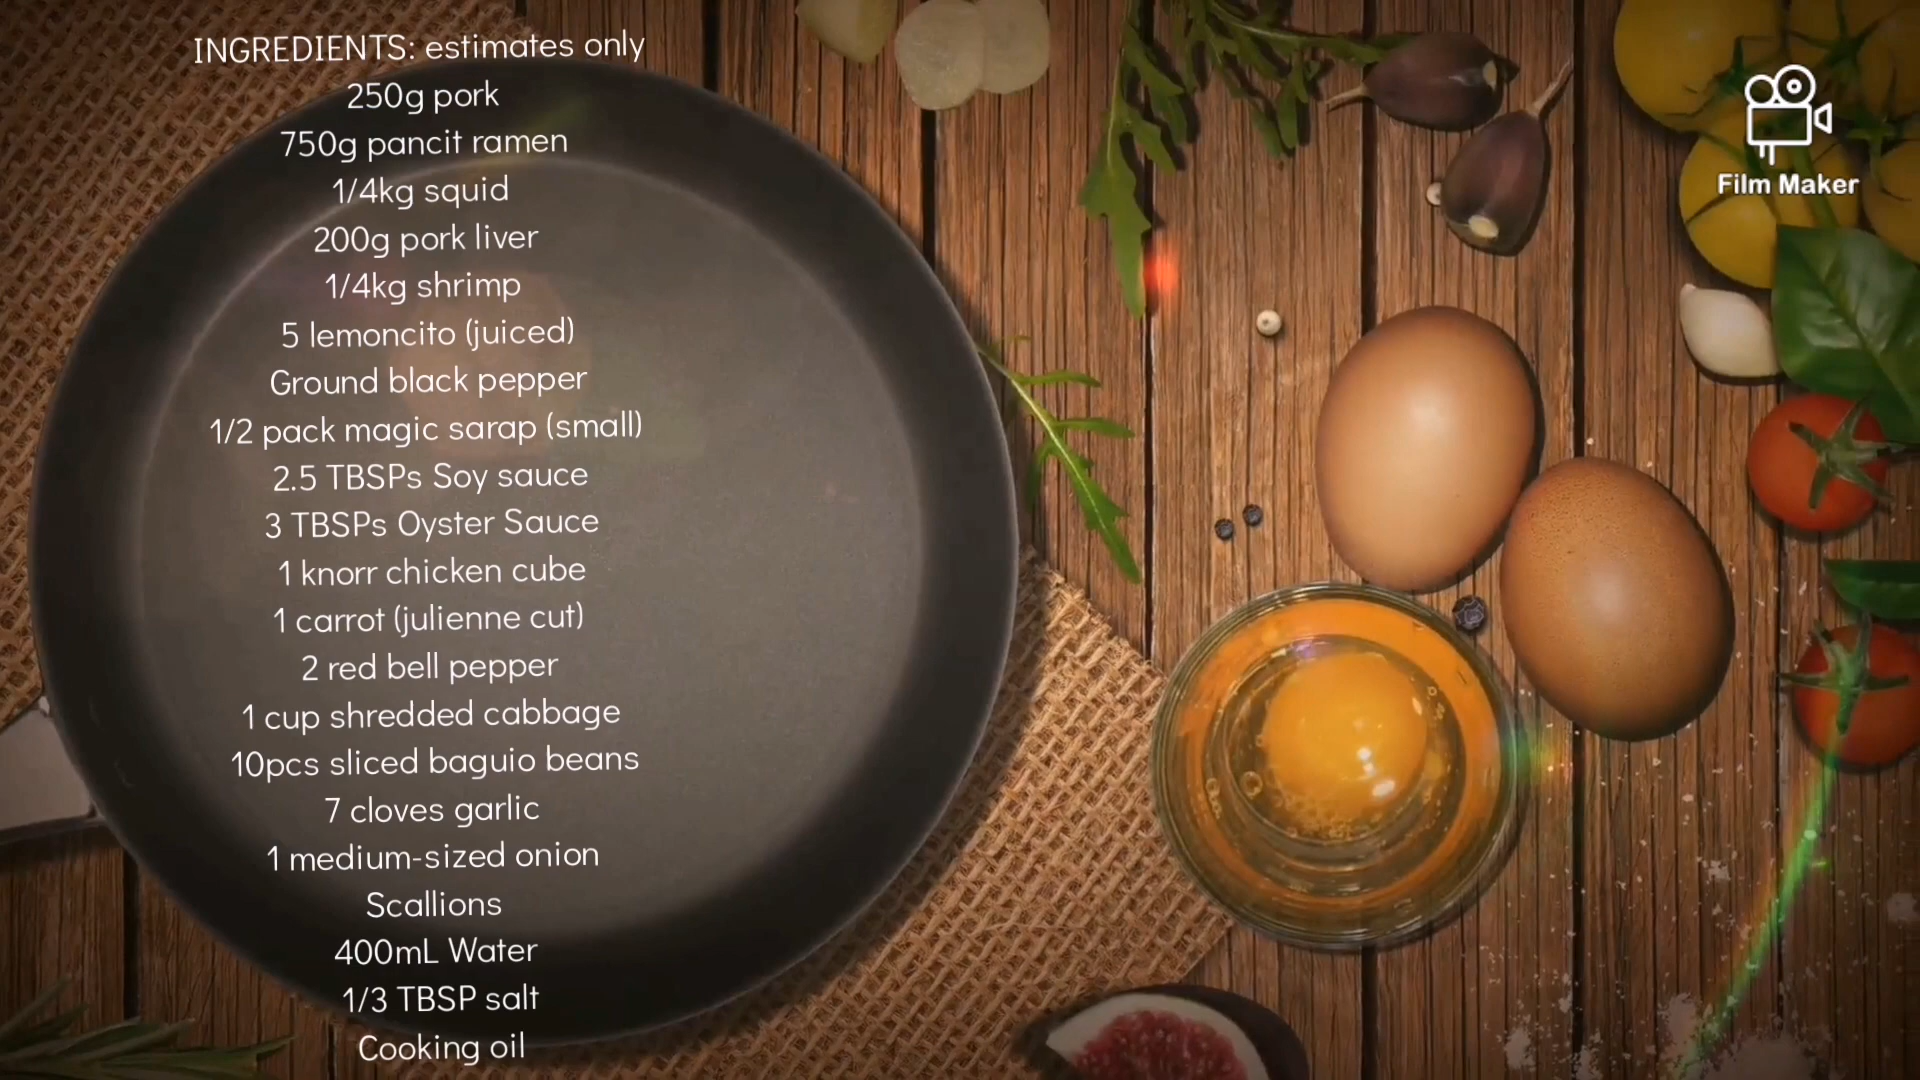 INGREDIENTS: estimates only
250g pork
750g pancit ramen
1/4kg squid
200g pork liver
1/4kg shrimp
5 lemoncito (juiced)
Ground black pepper
1/2 pack magic sarap (small)
2.5 TBSPs Soy sauce
3 TBSPs Oyster Sauce
1 knorr chicken cube
1 carrot (julienne cut)
2 red bell pepper
1 cup shredded cabbage
10pcs sliced baguio beans
7 cloves garlic
1 medium-sized onion
Scallions
400mL Water
1/3 TBSP salt
Cooking oil
Film Maker